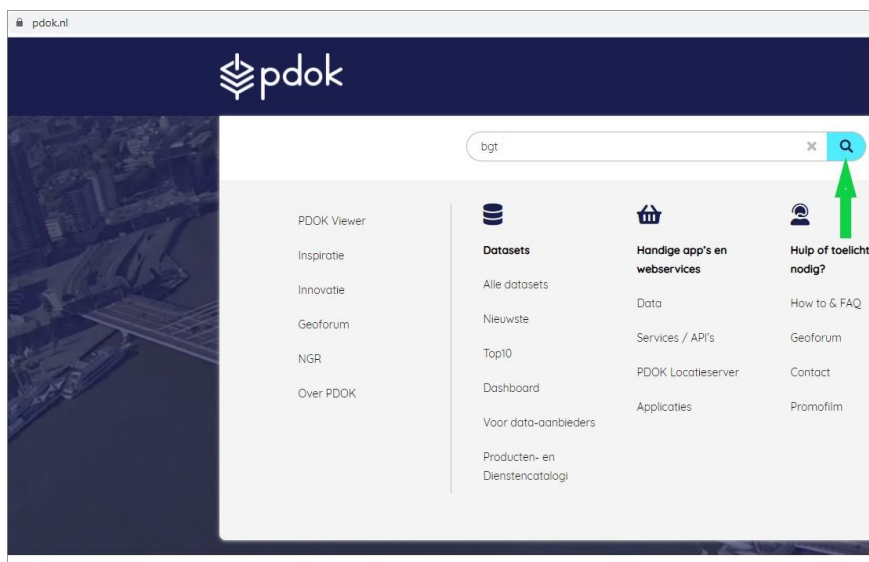 pdok.nl
pdok
bgt
PDOK Viewer
Inspiratie
Innovatie
Geoforum
NGR
Over PDOK
Datasets
Alle datasets
Nieuwste
Top10
Dashboard
Voor data-aanbieders
Producten- en
Dienstencatalogi
Handige app's en
webservices
Data
Services / API's
PDOK Locatieserver
Applicaties
Hulp of toelicht
nodig?
How to & FAQ
Geoforum
Contact
Promofilm